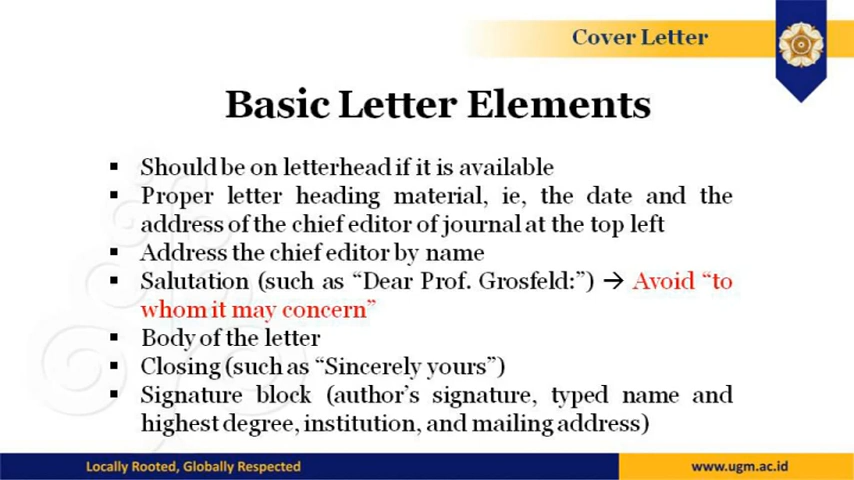 Cover Letter
Basic Letter Elements
▪ Should be on letterhead if it is available
▪ Proper letter heading material, ie, the date and the
address of the chief editor of journal at the top left
▪ Address the chief editor by name
▪ Salutation (such as “Dear Prof. Grosfeld:”) → Avoid “to
whom it may concern”
▪ Body of the letter
▪ Closing (such as “Sincerely yours”)
▪ Signature block (author’s signature, typed name and
highest degree, institution, and mailing address)
Locally Rooted, Globally Respected
www.ugm.ac.id